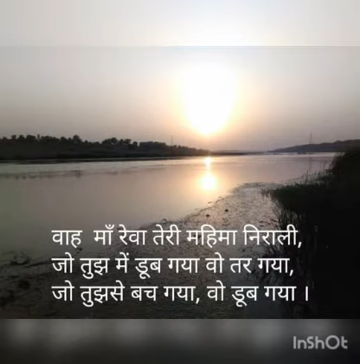 वाह माँ रेवा तेरी महिमा निराली,
जो तुझ में डूब गया वो तर गया,
जो तुझसे बच गया, वो डूब गया ।
InShOt